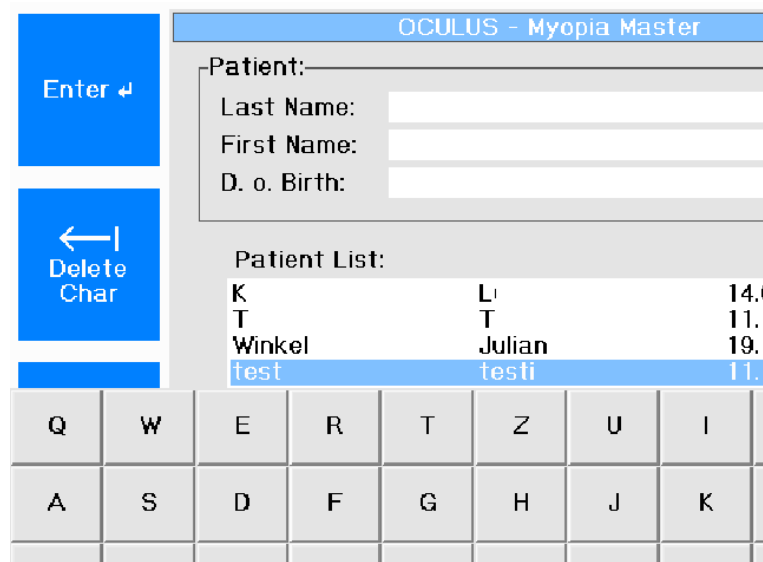 OCULUS - Myopia Master
Enter ↵
Patient:
Last Name:
First Name:
D. o. Birth:
Delete
Char
Patient List:
K 14.
T T 11.
Winkel Julian 19.
test testi 11.
Q W E R T Z U I
A S D F G H J K